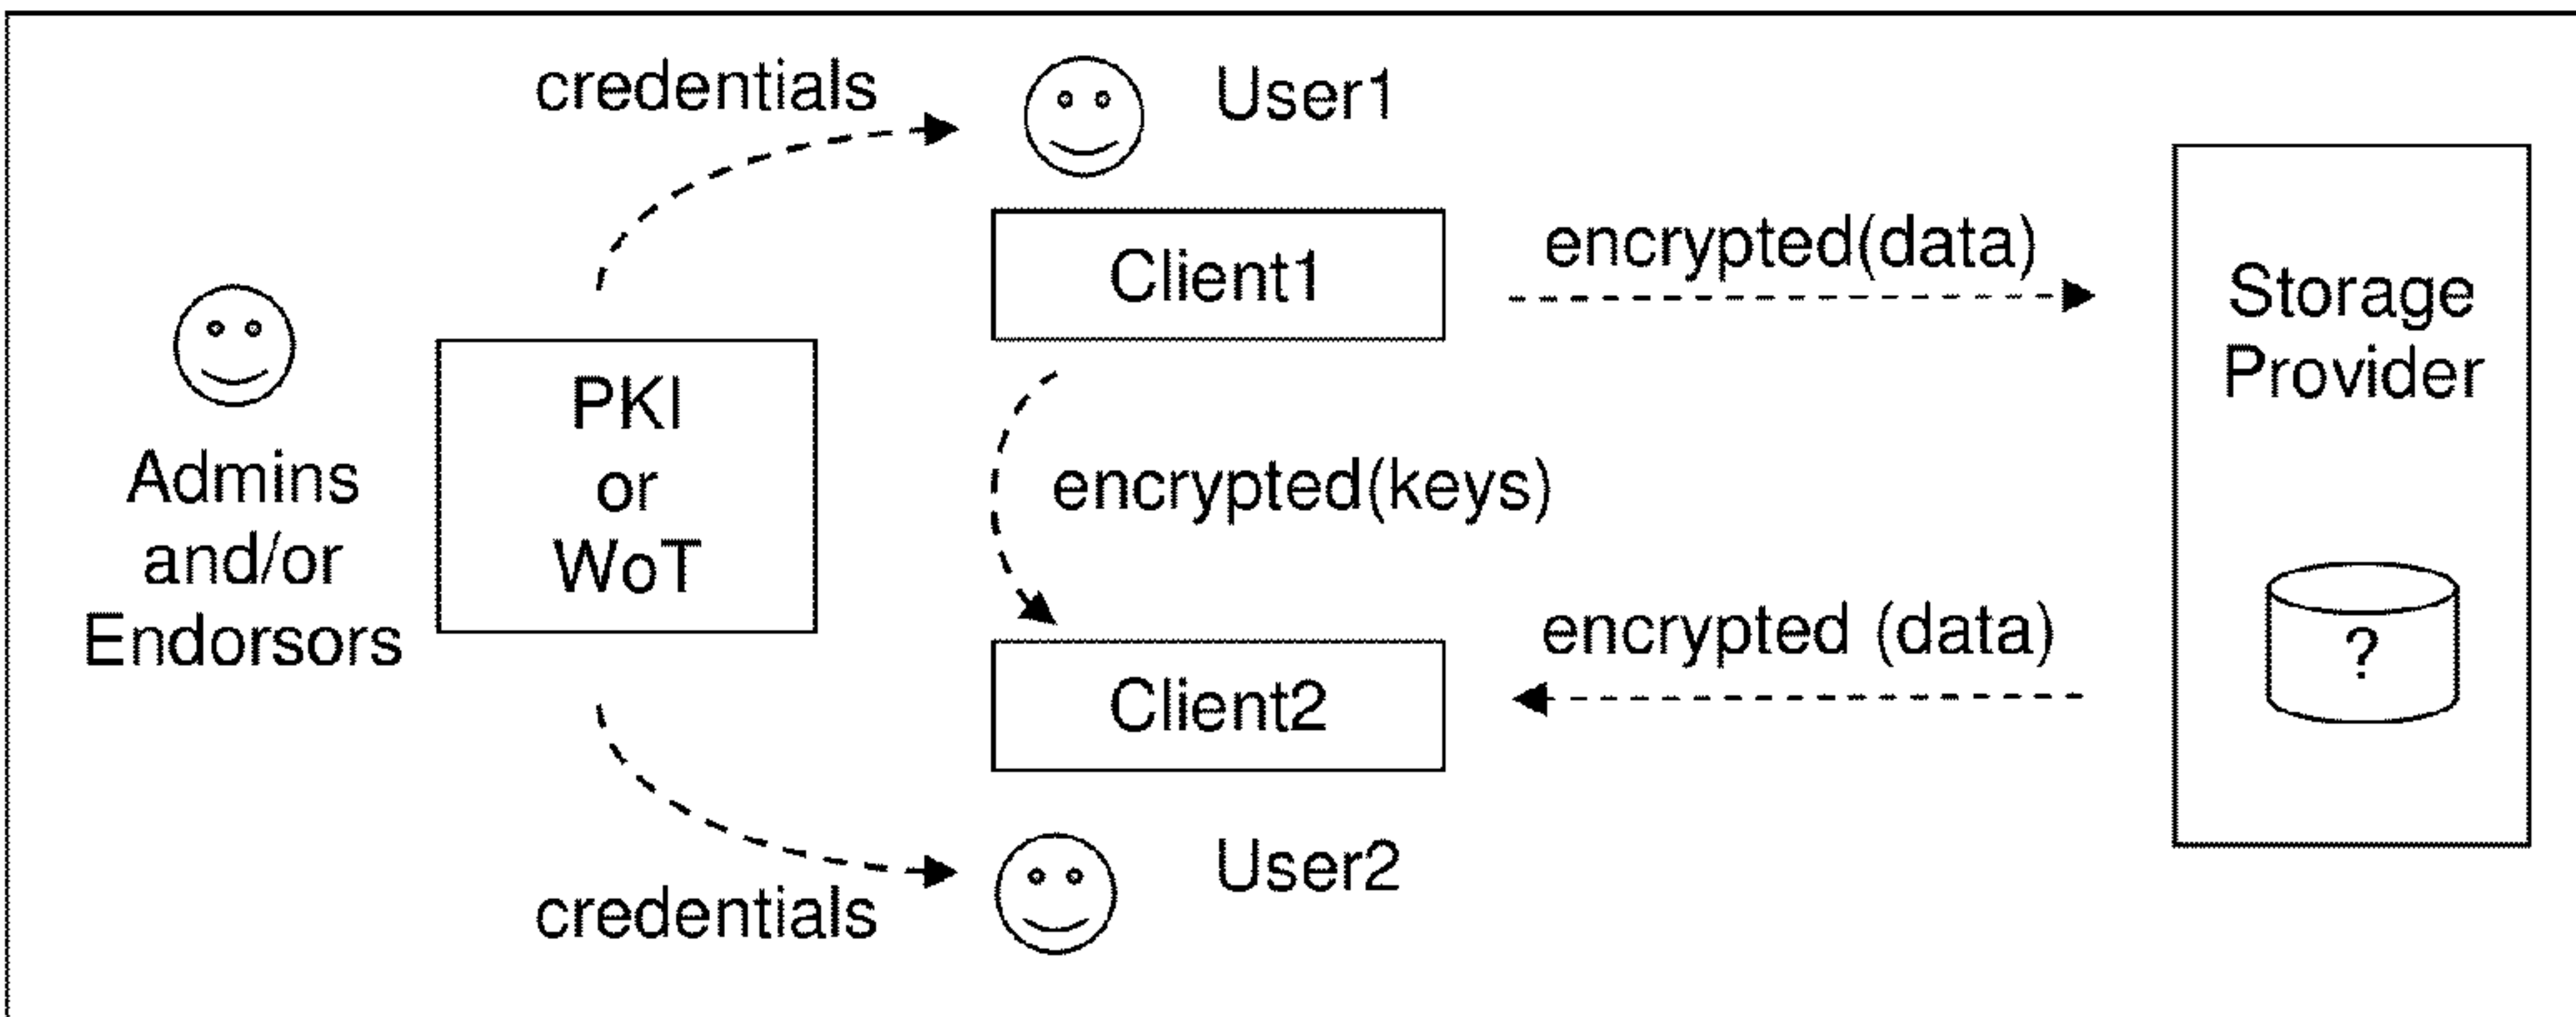 credentials
User1
Client1
encrypted(data)
Storage
Provider
PKI
or
WoT
Admins
and/or
Endorsors
encrypted(keys)
encrypted (data)
?
Client2
User2
credentials